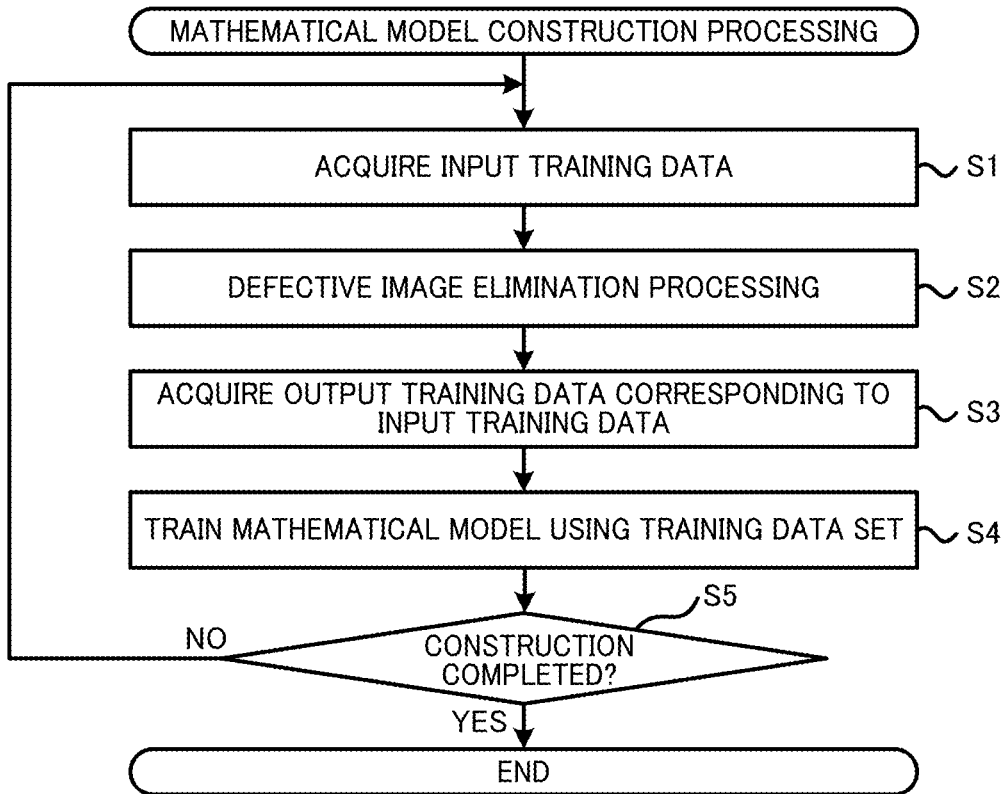 MATHEMATICAL MODEL CONSTRUCTION PROCESSING
ACQUIRE INPUT TRAINING DATA
S1
DEFECTIVE IMAGE ELIMINATION PROCESSING
S2
ACQUIRE OUTPUT TRAINING DATA CORRESPONDING TO
INPUT TRAINING DATA
S3
TRAIN MATHEMATICAL MODEL USING TRAINING DATA SET
S4
S5
NO
CONSTRUCTION
COMPLETED?
YES
END